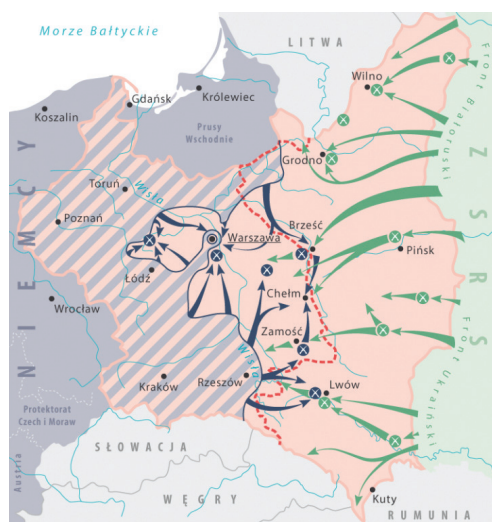 Morze Bałtyckie
LITWA
Wilno
Front Białoruski
Gdańsk
Królewiec
Koszalin
Prusy
Wschodnie
Grodno
ZSRS
NIEMCY
Toruń
Wisła
Poznań
Warszawa
Brześć
Pińsk
Łódź
Chełm
Wrocław
Zamość
Front Ukraiński
Wisła
Kraków
Rzeszów
Lwów
Protektorat
Czech i Moraw
SŁOWACJA
Austria
WĘGRY
Kuty
RUMUNIA